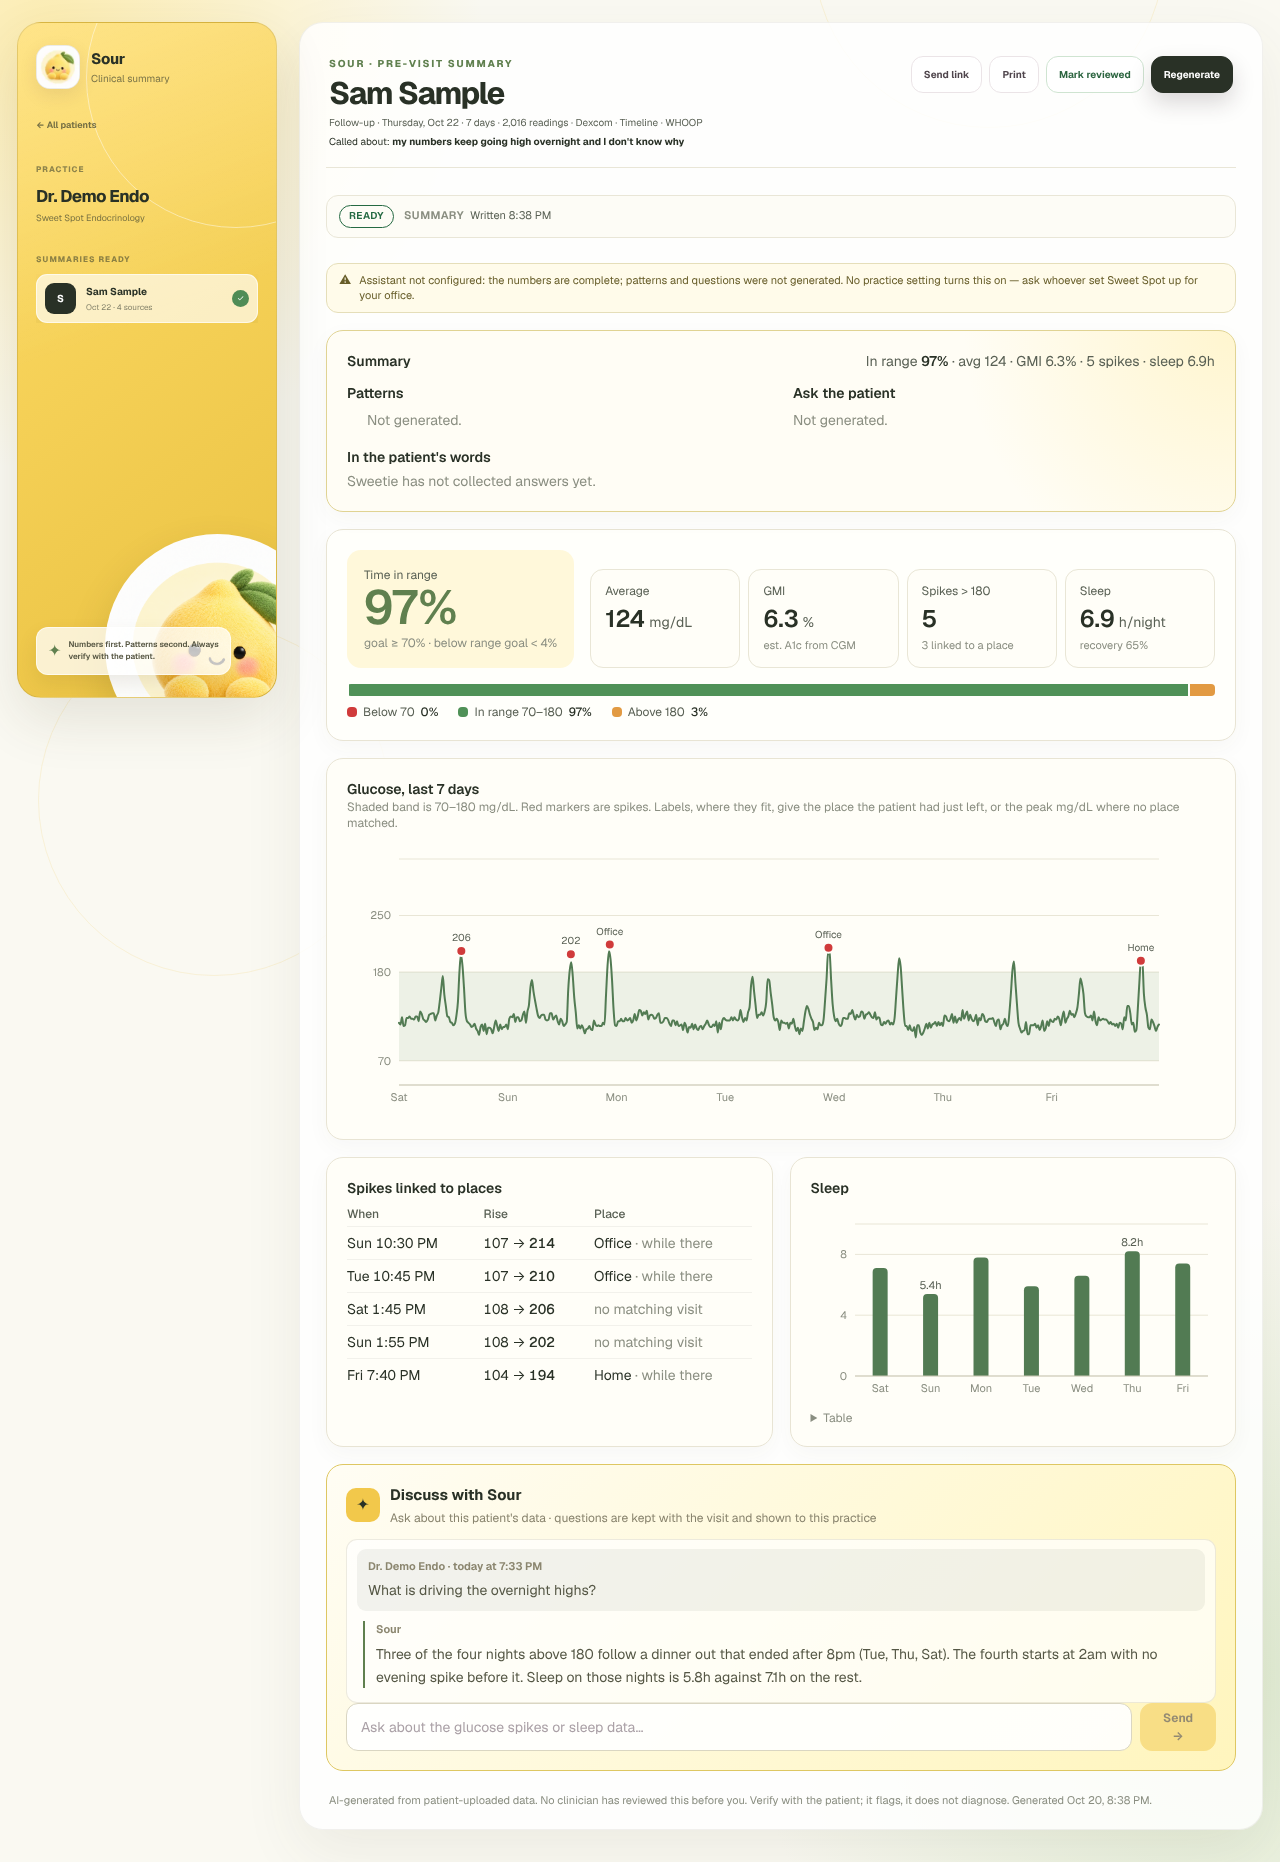 Sour
Clinical summary
← All patients
PRACTICE
Dr. Demo Endo
Sweet Spot Endocrinology
SUMMARIES READY
S
Sam Sample
Oct 22 · 4 sources
✓
✦
Numbers first. Patterns second. Always
verify with the patient.
SOUR · PRE-VISIT SUMMARY
Sam Sample
Follow-up · Thursday, Oct 22 · 7 days · 2,016 readings · Dexcom · Timeline · WHOOP
Called about: my numbers keep going high overnight and I don't know why
Send link
Print
Mark reviewed
Regenerate
READY SUMMARY Written 8:38 PM
⚠ Assistant not configured: the numbers are complete; patterns and questions were not generated. No practice setting turns this on — ask whoever set Sweet Spot up for
your office.
Summary
In range 97% · avg 124 · GMI 6.3% · 5 spikes · sleep 6.9h
Patterns
Not generated.
Ask the patient
Not generated.
In the patient's words
Sweetie has not collected answers yet.
Time in range
97%
goal ≥ 70% · below range goal < 4%
Average
124 mg/dL
GMI
6.3 %
est. A1c from CGM
Spikes > 180
5
3 linked to a place
Sleep
6.9 h/night
recovery 65%
Below 70 0%
In range 70–180 97%
Above 180 3%
Glucose, last 7 days
Shaded band is 70–180 mg/dL. Red markers are spikes. Labels, where they fit, give the place the patient had just left, or the peak mg/dL where no place
matched.
250
180
70
206
202
Office
Office
Home
Sat Sun Mon Tue Wed Thu Fri
Spikes linked to places
When Rise Place
Sun 10:30 PM 107 → 214 Office · while there
Tue 10:45 PM 107 → 210 Office · while there
Sat 1:45 PM 108 → 206 no matching visit
Sun 1:55 PM 108 → 202 no matching visit
Fri 7:40 PM 104 → 194 Home · while there
Sleep
8
4
0
5.4h
8.2h
Sat Sun Mon Tue Wed Thu Fri
▶ Table
✦
Discuss with Sour
Ask about this patient's data · questions are kept with the visit and shown to this practice
Dr. Demo Endo · today at 7:33 PM
What is driving the overnight highs?
Sour
Three of the four nights above 180 follow a dinner out that ended after 8pm (Tue, Thu, Sat). The fourth starts at 2am with no
evening spike before it. Sleep on those nights is 5.8h against 7.1h on the rest.
Ask about the glucose spikes or sleep data…
Send
→
AI-generated from patient-uploaded data. No clinician has reviewed this before you. Verify with the patient; it flags, it does not diagnose. Generated Oct 20, 8:38 PM.